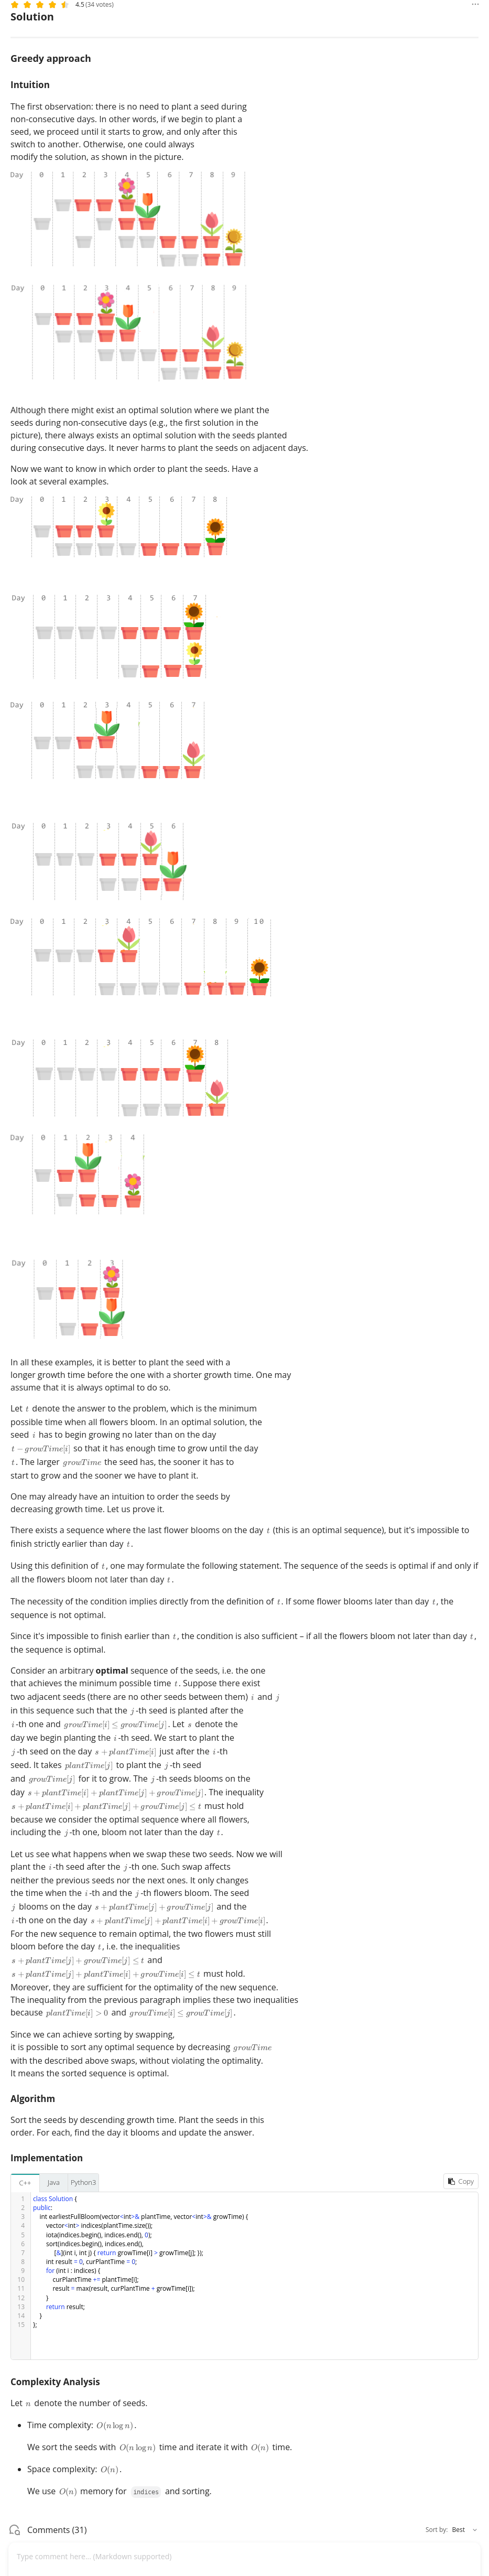 4.5 (34 votes)
Solution
Greedy approach
Intuition
The first observation: there is no need to plant a seed during
non-consecutive days. In other words, if we begin to plant a
seed, we proceed until it starts to grow, and only after this
switch to another. Otherwise, one could always
modify the solution, as shown in the picture.
Day 0 1 2 3 4 5 6 7 8 9
Day 0 1 2 3 4 5 6 7 8 9
Although there might exist an optimal solution where we plant the
seeds during non-consecutive days (e.g., the first solution in the
picture), there always exists an optimal solution with the seeds planted
during consecutive days. It never harms to plant the seeds on adjacent days.
Now we want to know in which order to plant the seeds. Have a
look at several examples.
Day 0 1 2 3 4 5 6 7 8
Day 0 1 2 3 4 5 6 7
Day 0 1 2 3 4 5 6 7
Day 0 1 2 3 4 5 6
Day 0 1 2 3 4 5 6 7 8 9 10
Day 0 1 2 3 4 5 6 7 8
Day 0 1 2 3 4
Day 0 1 2 3
In all these examples, it is better to plant the seed with a
longer growth time before the one with a shorter growth time. One may
assume that it is always optimal to do so.
Let t denote the answer to the problem, which is the minimum
possible time when all flowers bloom. In an optimal solution, the
seed i has to begin growing no later than on the day
t − growTime[i] so that it has enough time to grow until the day
t. The larger growTime the seed has, the sooner it has to
start to grow and the sooner we have to plant it.
One may already have an intuition to order the seeds by
decreasing growth time. Let us prove it.
There exists a sequence where the last flower blooms on the day t (this is an optimal sequence), but it's impossible to
finish strictly earlier than day t.
Using this definition of t, one may formulate the following statement. The sequence of the seeds is optimal if and only if
all the flowers bloom not later than day t.
The necessity of the condition implies directly from the definition of t. If some flower blooms later than day t, the
sequence is not optimal.
Since it's impossible to finish earlier than t, the condition is also sufficient – if all the flowers bloom not later than day t,
the sequence is optimal.
Consider an arbitrary optimal sequence of the seeds, i.e. the one
that achieves the minimum possible time t. Suppose there exist
two adjacent seeds (there are no other seeds between them) i and j
in this sequence such that the j-th seed is planted after the
i-th one and growTime[i] ≤ growTime[j]. Let s denote the
day we begin planting the i-th seed. We start to plant the
j-th seed on the day s + plantTime[i] just after the i-th
seed. It takes plantTime[j] to plant the j-th seed
and growTime[j] for it to grow. The j-th seeds blooms on the
day s + plantTime[i] + plantTime[j] + growTime[j]. The inequality
s + plantTime[i] + plantTime[j] + growTime[j] ≤ t must hold
because we consider the optimal sequence where all flowers,
including the j-th one, bloom not later than the day t.
Let us see what happens when we swap these two seeds. Now we will
plant the i-th seed after the j-th one. Such swap affects
neither the previous seeds nor the next ones. It only changes
the time when the i-th and the j-th flowers bloom. The seed
j blooms on the day s + plantTime[j] + growTime[j] and the
i-th one on the day s + plantTime[j] + plantTime[i] + growTime[i].
For the new sequence to remain optimal, the two flowers must still
bloom before the day t, i.e. the inequalities
s + plantTime[j] + growTime[j] ≤ t and
s + plantTime[j] + plantTime[i] + growTime[i] ≤ t must hold.
Moreover, they are sufficient for the optimality of the new sequence.
The inequality from the previous paragraph implies these two inequalities
because plantTime[i] > 0 and growTime[i] ≤ growTime[j].
Since we can achieve sorting by swapping,
it is possible to sort any optimal sequence by decreasing growTime
with the described above swaps, without violating the optimality.
It means the sorted sequence is optimal.
Algorithm
Sort the seeds by descending growth time. Plant the seeds in this
order. For each, find the day it blooms and update the answer.
Implementation
C++ Java Python3 Copy
1 class Solution {
2 public:
3 int earliestFullBloom(vector<int>& plantTime, vector<int>& growTime) {
4 vector<int> indices(plantTime.size());
5 iota(indices.begin(), indices.end(), 0);
6 sort(indices.begin(), indices.end(),
7 [&](int i, int j) { return growTime[i] > growTime[j]; });
8 int result = 0, curPlantTime = 0;
9 for (int i : indices) {
10 curPlantTime += plantTime[i];
11 result = max(result, curPlantTime + growTime[i]);
12 }
13 return result;
14 }
15 };
Complexity Analysis
Let n denote the number of seeds.
• Time complexity: O(n log n).
We sort the seeds with O(n log n) time and iterate it with O(n) time.
• Space complexity: O(n).
We use O(n) memory for indices and sorting.
Comments (31) Sort by: Best
Type comment here... (Markdown supported)